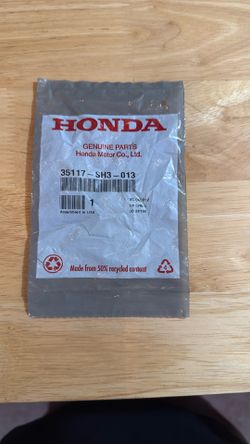 HONDA
GENUINE PARTS
Honda Motor Co., Ltd.
35117-SH3-013
1
Made from 50% recycled content